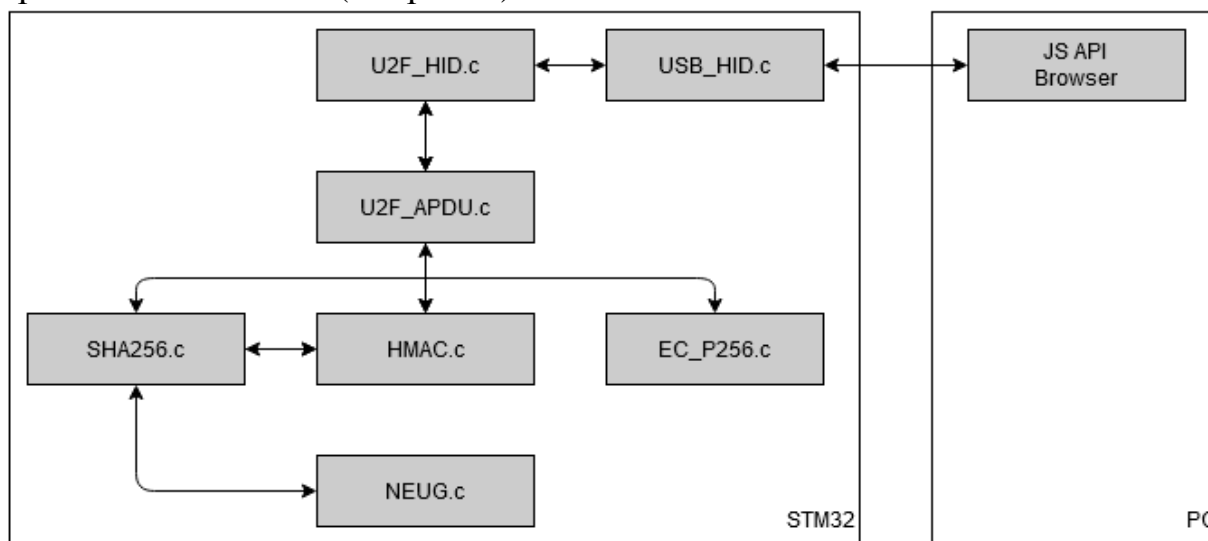 U2F_HID.c
USB_HID.c
JS API
Browser
U2F_APDU.c
SHA256.c
HMAC.c
EC_P256.c
NEUG.c
STM32